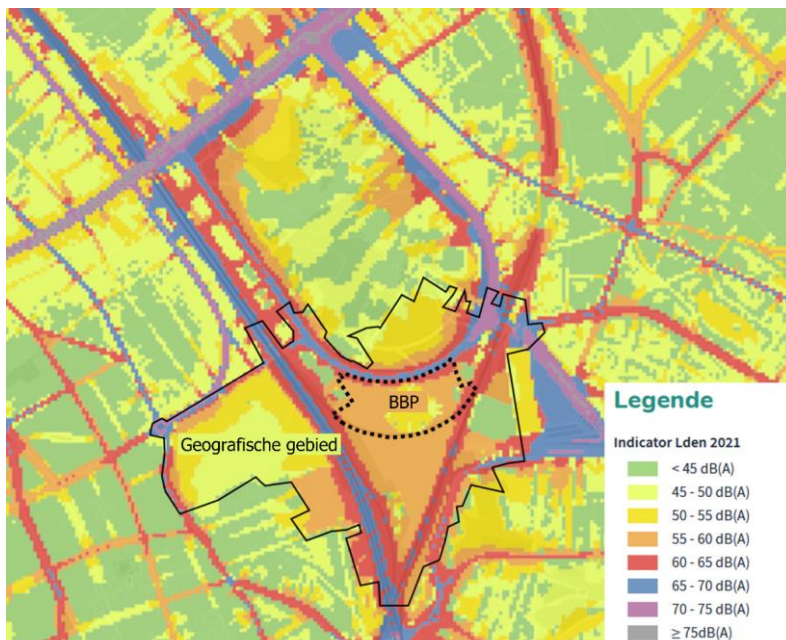 BBP
Geografische gebied
Legende
Indicator Lden 2021
< 45 dB(A)
45 - 50 dB(A)
50 - 55 dB(A)
55 - 60 dB(A)
60 - 65 dB(A)
65 - 70 dB(A)
70 - 75 dB(A)
≥ 75dB(A)